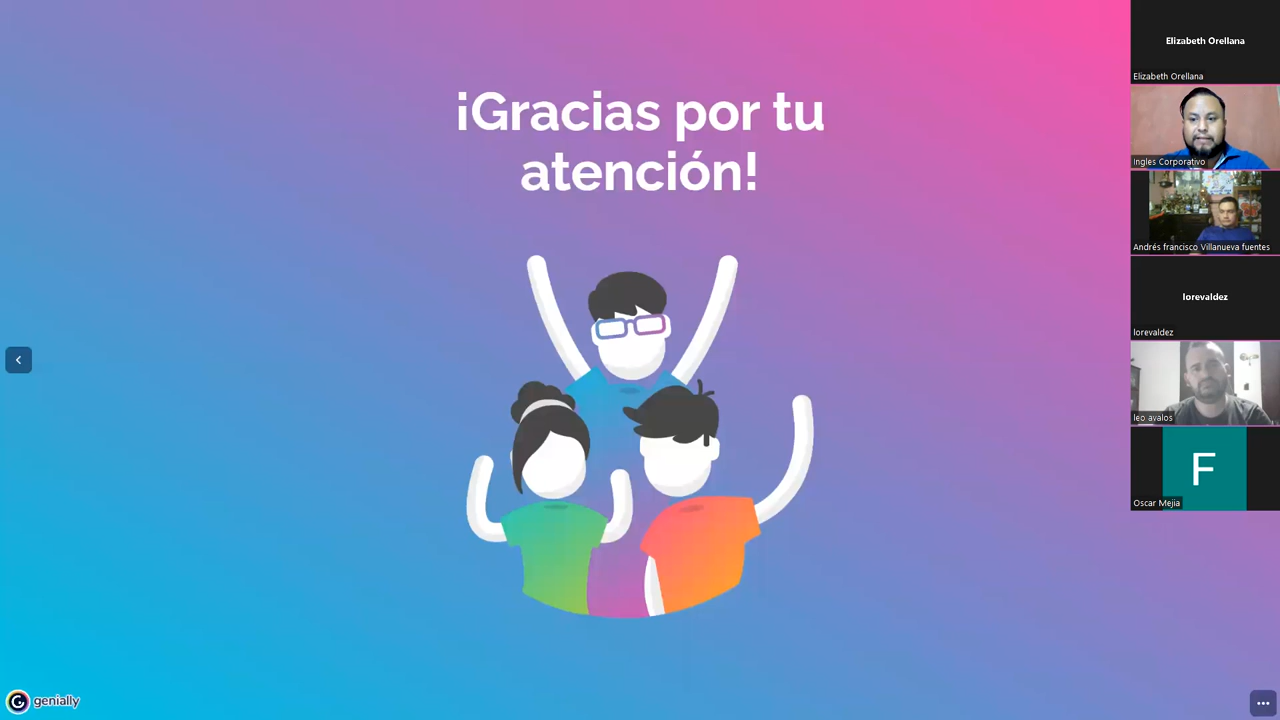 ¡Gracias por tu
atención!
genially
Elizabeth Orellana
Elizabeth Orellana
Ingles Corporativo
Andrés francisco Villanueva fuentes
lorevaldez
lorevaldez
leo avalos
F
Oscar Mejia